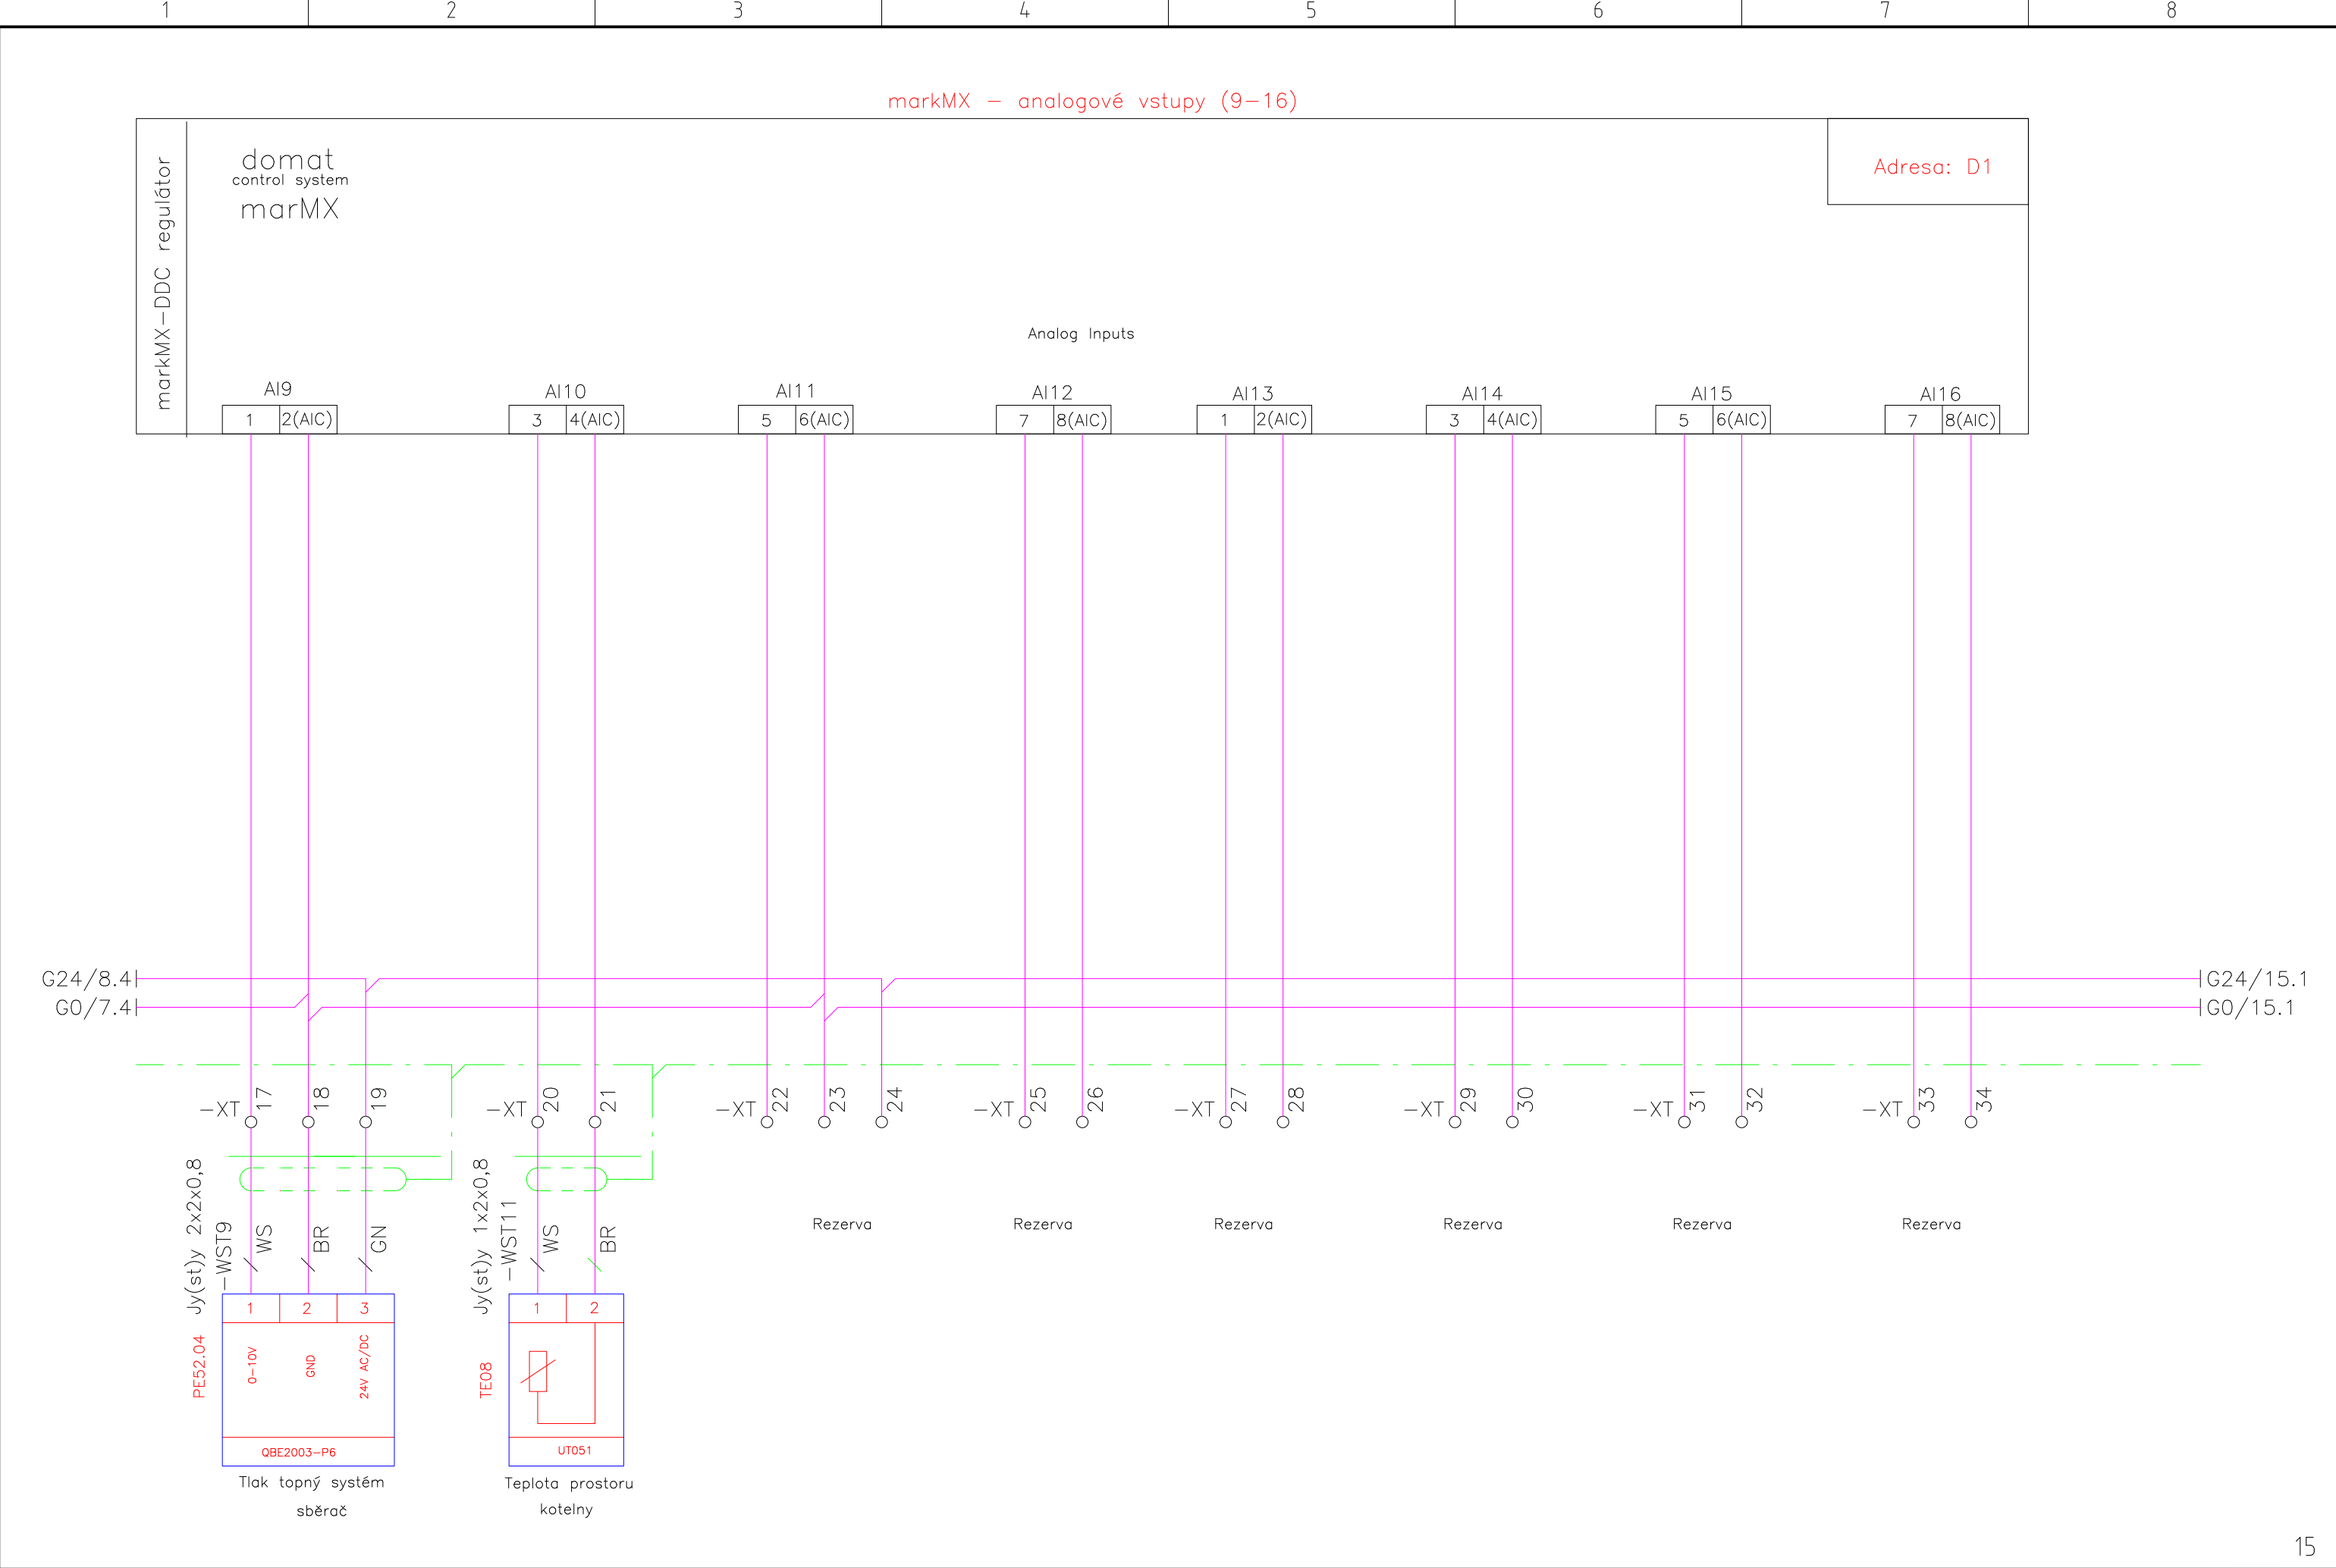 1 2 3 4 5 6 7 8
markMX - analogové vstupy (9-16)
markMX-DDC regulátor
domat
control system
marMX
Adresa: D1
Analog Inputs
AI9 AI10 AI11 AI12 AI13 AI14 AI15 AI16
1 2(AIC) 3 4(AIC) 5 6(AIC) 7 8(AIC) 1 2(AIC) 3 4(AIC) 5 6(AIC) 7 8(AIC)
G24/8.4 G24/15.1
G0/7.4 G0/15.1
-XT 17 18 19 -XT 20 21 -XT 22 23 24 -XT 25 26 -XT 27 28 -XT 29 30 -XT 31 32 -XT 33 34
Jy(st)y 2x2x0,8
-WST9
WS BR GN
Jy(st)y 1x2x0,8
-WST11
WS BR
Rezerva Rezerva Rezerva Rezerva Rezerva Rezerva
PE52.04
1 2 3
0-10V
GND
24V AC/DC
QBE2003-P6
Tlak topný systém
sběrač
TE08
1 2
UT051
Teplota prostoru
kotelny
15